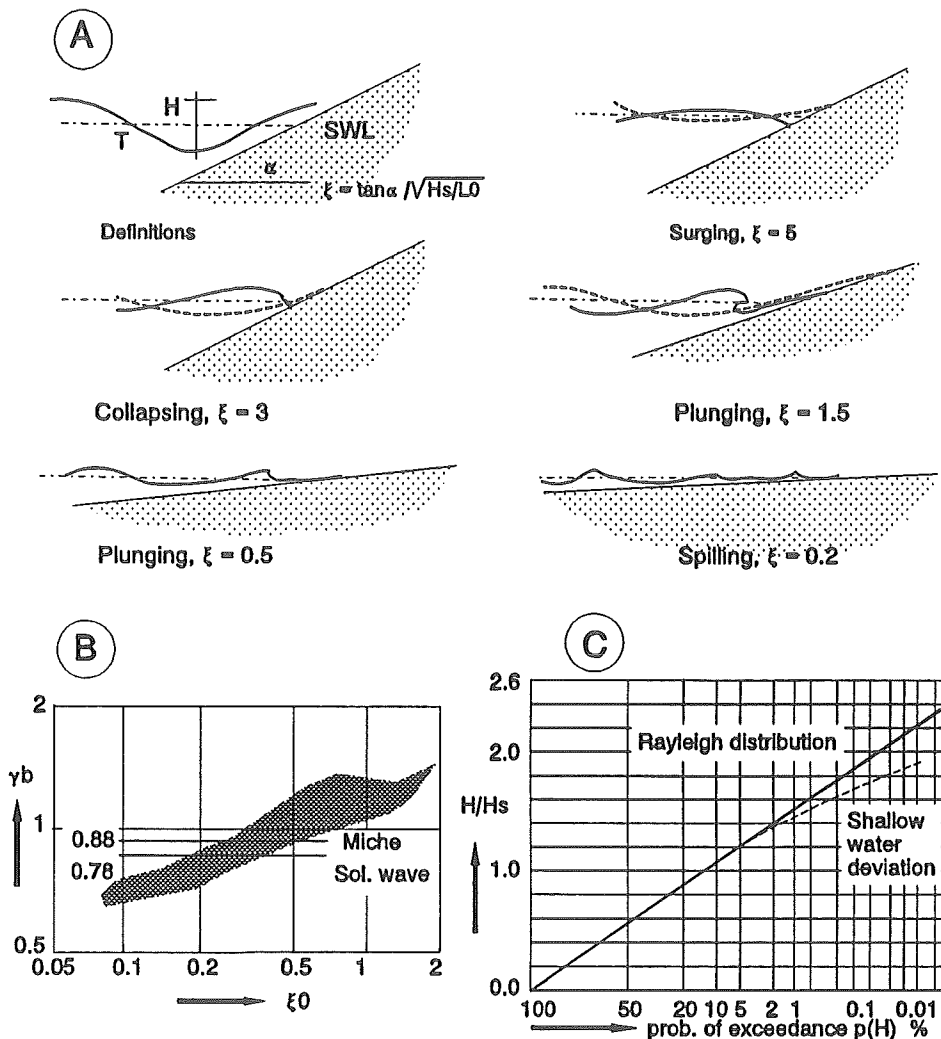 A
H
T
SWL
α
ξ = tanα /√Hs/L0
Definitions
Surging, ξ = 5
Collapsing, ξ = 3
Plunging, ξ = 1.5
Plunging, ξ = 0.5
Spilling, ξ = 0.2
B
2
γb
1
0.88
Miche
0.78
Sol. wave
0.5
0.05 0.1 0.2 0.5 1 2
ξ0
C
2.6
Rayleigh distribution
2.0
H/Hs
Shallow
water
deviation
1.0
0.0
100 50 20 10 5 2 1 0.1 0.01
prob. of exceedance p(H) %